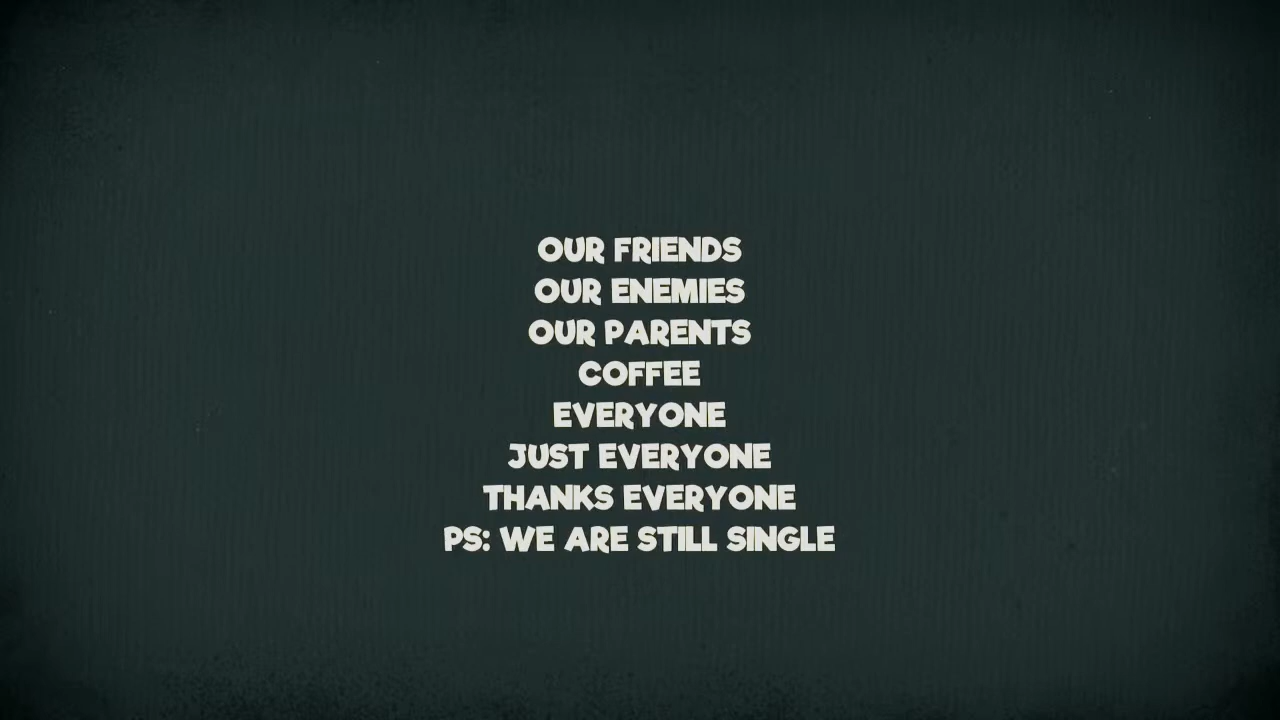 OUR FRIENDS
OUR ENEMIES
OUR PARENTS
COFFEE
EVERYONE
JUST EVERYONE
THANKS EVERYONE
PS: WE ARE STILL SINGLE